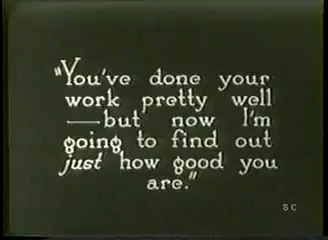 "You've done your
work pretty well
—but now I'm
going to find out
just how good you
are."
SC